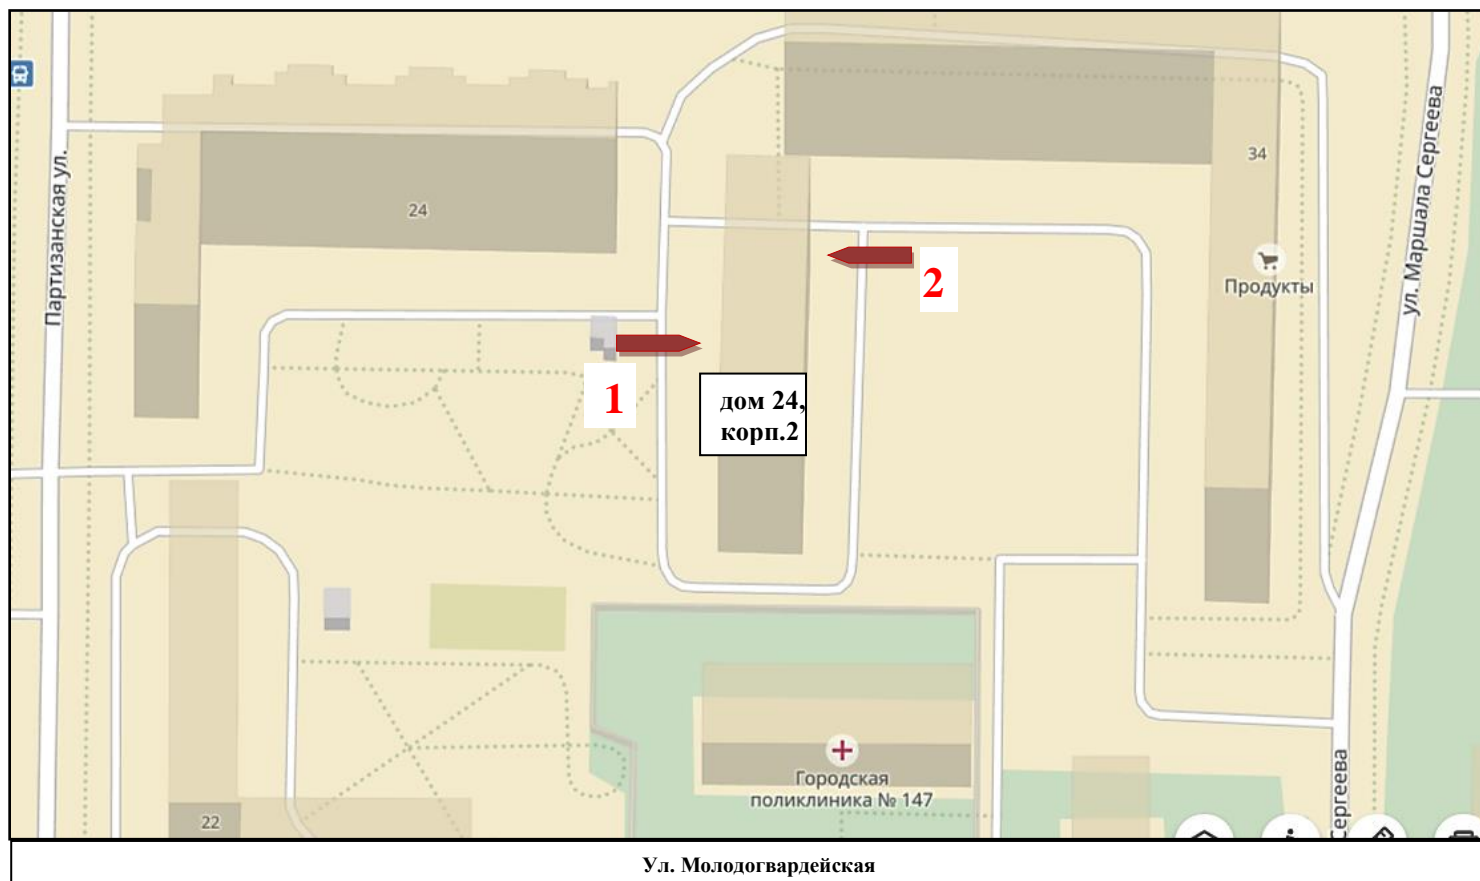 Партизанская ул.
24
34
ул. Маршала Сергеева
Продукты
2
1
дом 24,
корп.2
22
Городская
поликлиника № 147
Сергеева
Ул. Молодогвардейская